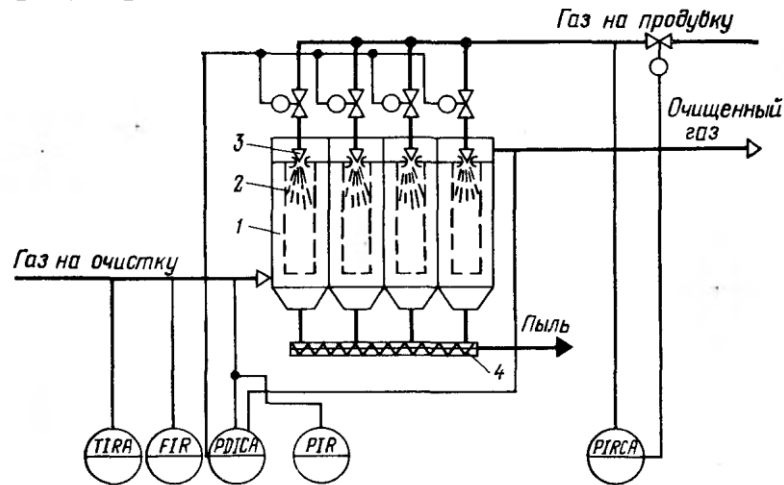 Газ на продувку
Очищенный
газ
3
2
1
Газ на очистку
Пыль
4
TIRA
FIR
PDICA
PIR
PIRCA